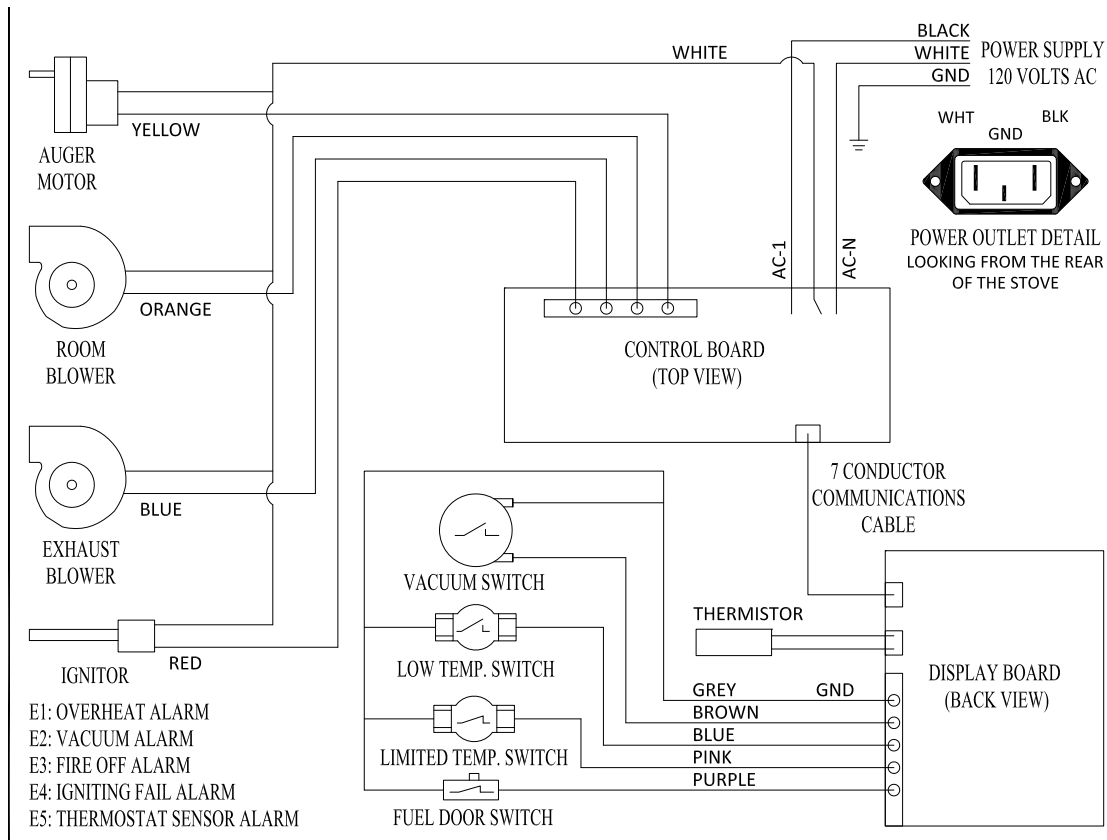 BLACK
WHITE
WHITE
GND
POWER SUPPLY
120 VOLTS AC
YELLOW
AUGER
MOTOR
WHT
BLK
GND
POWER OUTLET DETAIL
LOOKING FROM THE REAR
OF THE STOVE
AC-1
AC-N
ORANGE
ROOM
BLOWER
CONTROL BOARD
(TOP VIEW)
7 CONDUCTOR
COMMUNICATIONS
CABLE
BLUE
EXHAUST
BLOWER
VACUUM SWITCH
THERMISTOR
RED
IGNITOR
LOW TEMP. SWITCH
DISPLAY BOARD
(BACK VIEW)
GREY
GND
BROWN
BLUE
PINK
PURPLE
LIMITED TEMP. SWITCH
FUEL DOOR SWITCH
E1: OVERHEAT ALARM
E2: VACUUM ALARM
E3: FIRE OFF ALARM
E4: IGNITING FAIL ALARM
E5: THERMOSTAT SENSOR ALARM